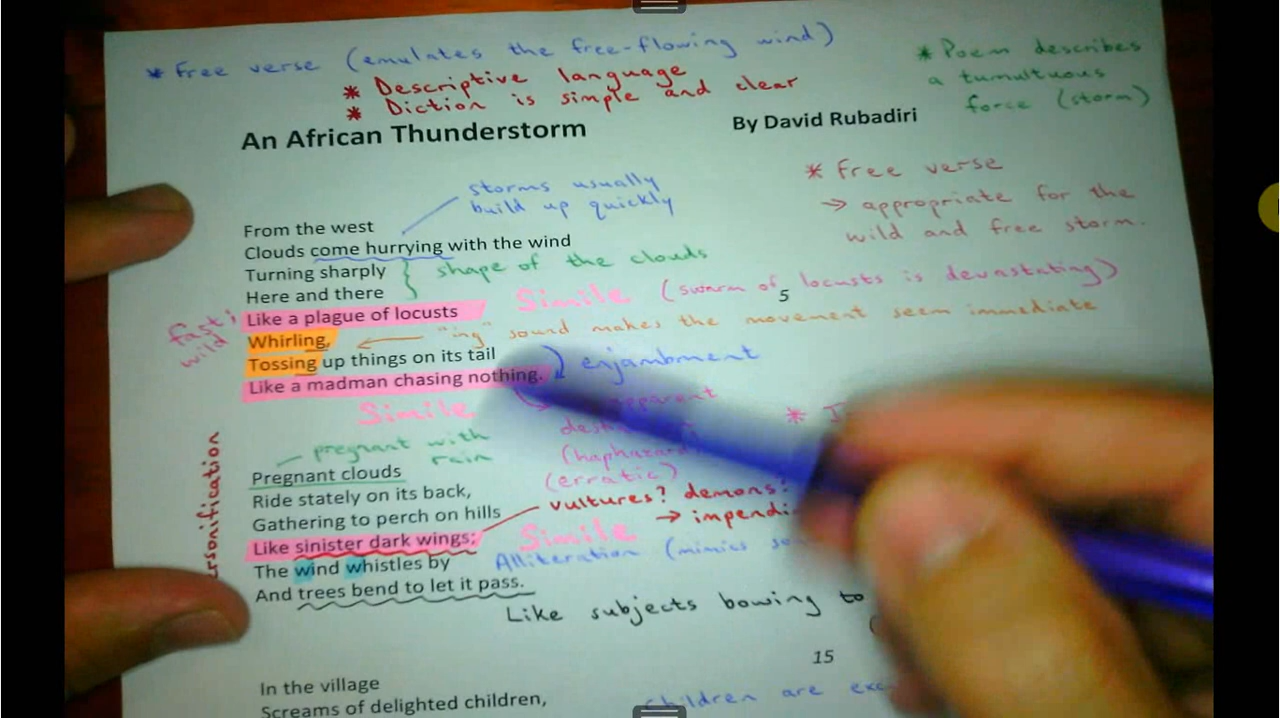 * Free verse (emulates the free-flowing wind)
* Descriptive language
* Diction is simple and clear
* Poem describes
a tumultuous
force (storm)
An African Thunderstorm
By David Rubadiri
* Free verse
→ appropriate for the
wild and free storm.
storms usually
build up quickly
From the west
Clouds come hurrying with the wind
Turning sharply
shape of the clouds
Here and there
Like a plague of locusts
Simile (swarm of locusts is devastating)
5
fast;
wild
Whirling,
"ing" sound makes the movement seem immediate
Tossing up things on its tail
enjambment
Like a madman chasing nothing.
Simile
(erratic)
pregnant with
rain
Pregnant clouds
Ride stately on its back,
Gathering to perch on hills
vultures? demons?
Like sinister dark wings;
Simile
The wind whistles by
Alliteration (mimics
And trees bend to let it pass.
Like subjects bowing to
15
In the village
Screams of delighted children,
children are